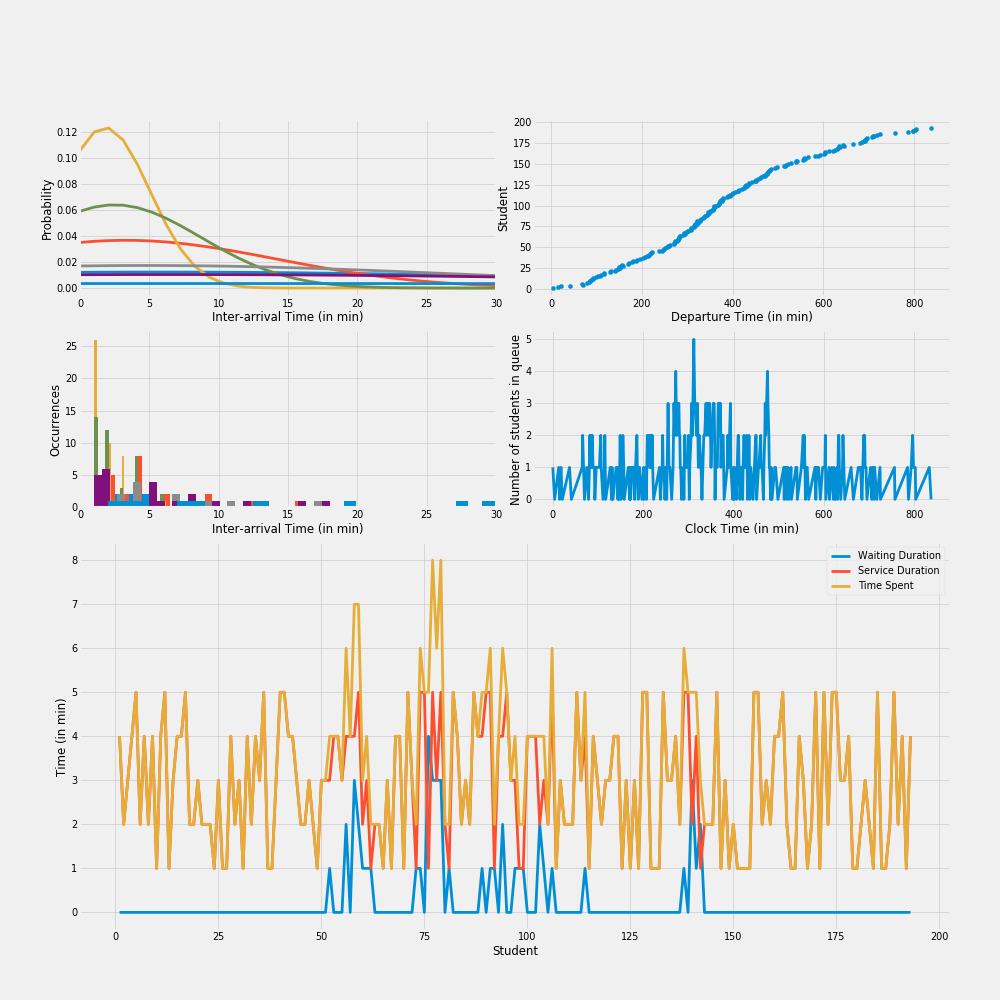 0.12
0.10
0.08
0.06
0.04
0.02
0.00
Probability
0 5 10 15 20 25 30
Inter-arrival Time (in min)
200
175
150
125
100
75
50
25
0
Student
0 200 400 600 800
Departure Time (in min)
25
20
15
10
5
0
Occurrences
0 5 10 15 20 25 30
Inter-arrival Time (in min)
5
4
3
2
1
0
Number of students in queue
0 200 400 600 800
Clock Time (in min)
8
7
6
5
4
3
2
1
0
Time (in min)
Waiting Duration
Service Duration
Time Spent
0 25 50 75 100 125 150 175 200
Student